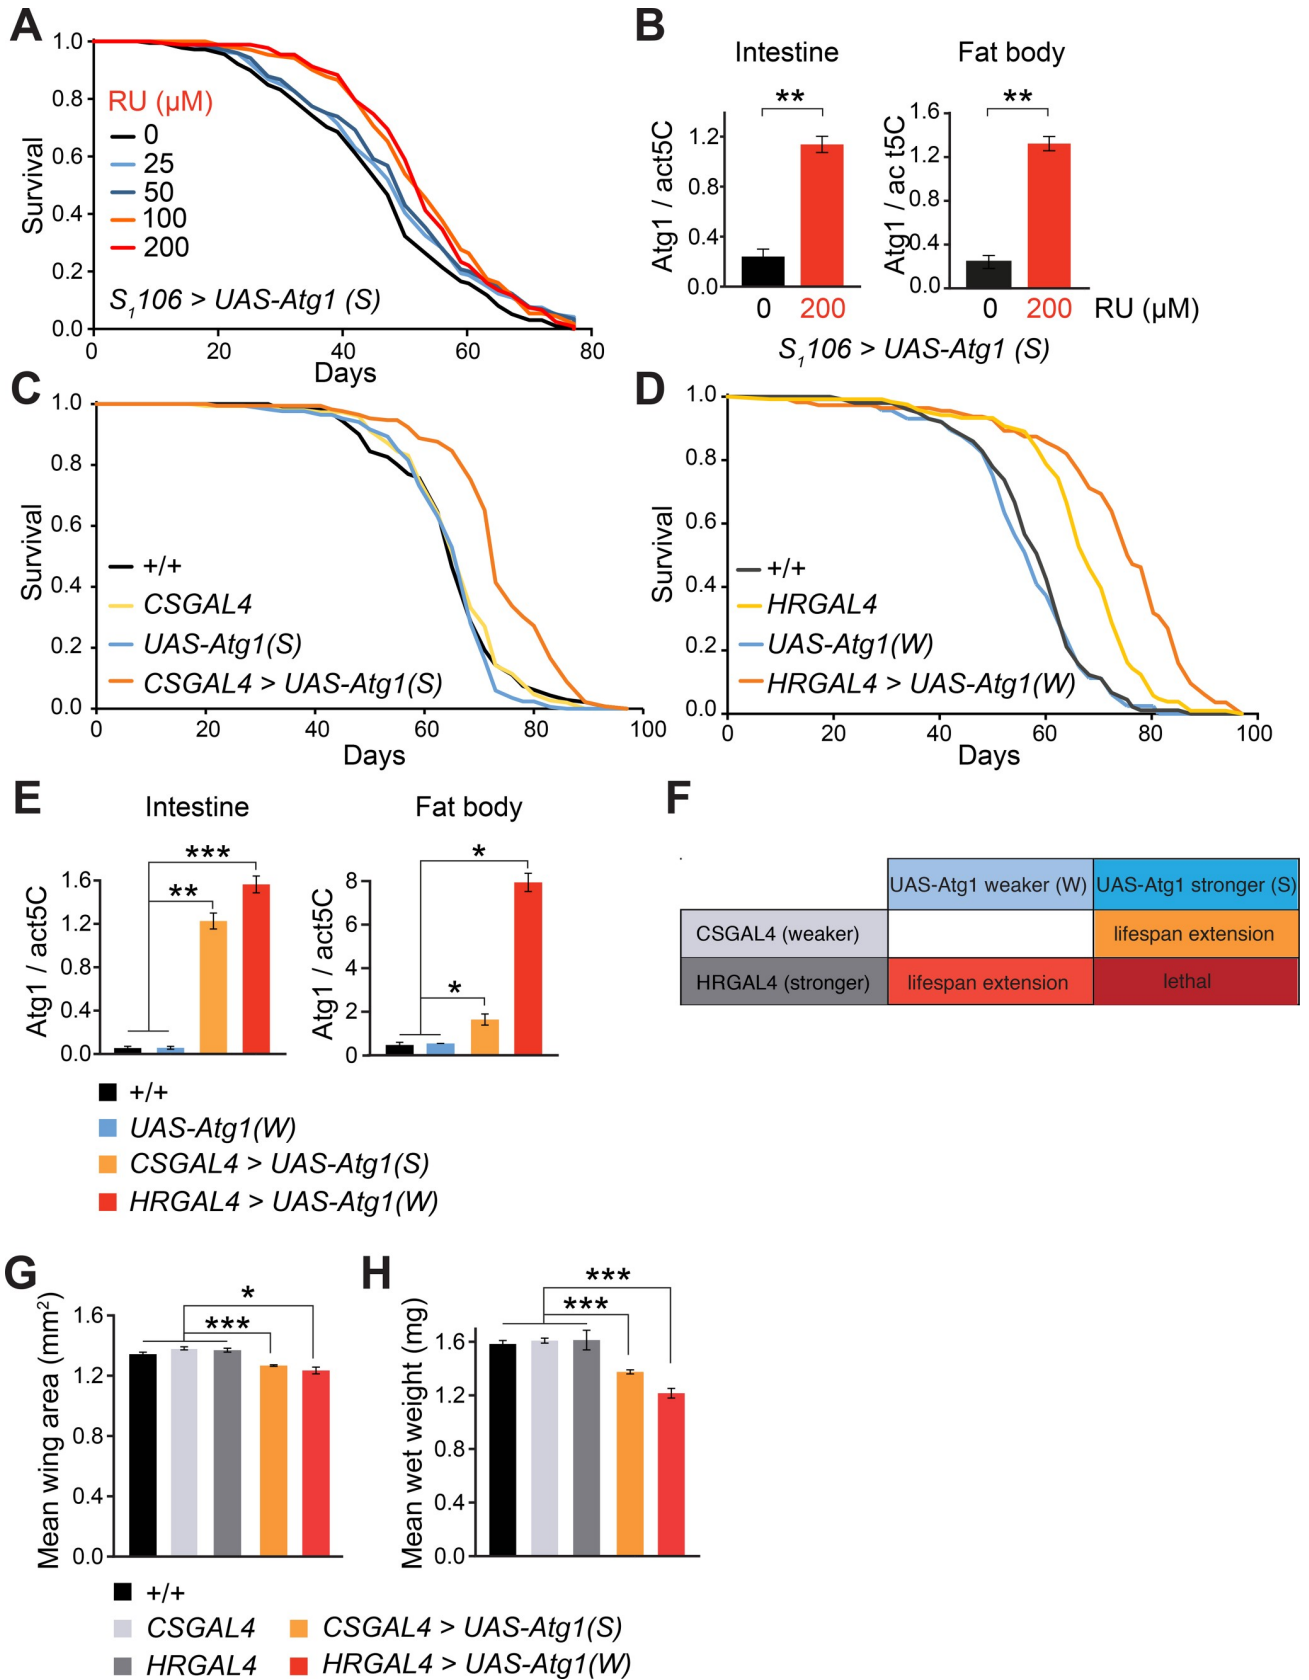 A
1.0
0.8
0.6
0.4
0.2
0.0
Survival
RU (µM)
0
25
50
100
200
S1106 > UAS-Atg1 (S)
0 20 40 60 80
Days
B
Intestine
**
1.2
0.8
0.4
0.0
Atg1 / act5C
0 200
Fat body
**
1.6
1.2
0.8
0.4
0.0
Atg1 / ac t5C
0 200 RU (µM)
S1106 > UAS-Atg1 (S)
C
1.0
0.8
0.6
0.4
0.2
0.0
Survival
+/+
CSGAL4
UAS-Atg1(S)
CSGAL4 > UAS-Atg1(S)
0 20 40 60 80 100
Days
D
1.0
0.8
0.6
0.4
0.2
0.0
Survival
+/+
HRGAL4
UAS-Atg1(W)
HRGAL4 > UAS-Atg1(W)
0 20 40 60 80 100
Days
E
Intestine
***
**
1.6
1.2
0.8
0.4
0.0
Atg1 / act5C
Fat body
*
*
8
6
4
2
0
Atg1 / act5C
+/+
UAS-Atg1(W)
CSGAL4 > UAS-Atg1(S)
HRGAL4 > UAS-Atg1(W)
F
UAS-Atg1 weaker (W) UAS-Atg1 stronger (S)
CSGAL4 (weaker) lifespan extension
HRGAL4 (stronger) lifespan extension lethal
G
*
***
1.6
1.2
0.8
0.4
0.0
Mean wing area (mm²)
H
***
***
1.6
1.2
0.8
0.4
0.0
Mean wet weight (mg)
+/+
CSGAL4 CSGAL4 > UAS-Atg1(S)
HRGAL4 HRGAL4 > UAS-Atg1(W)